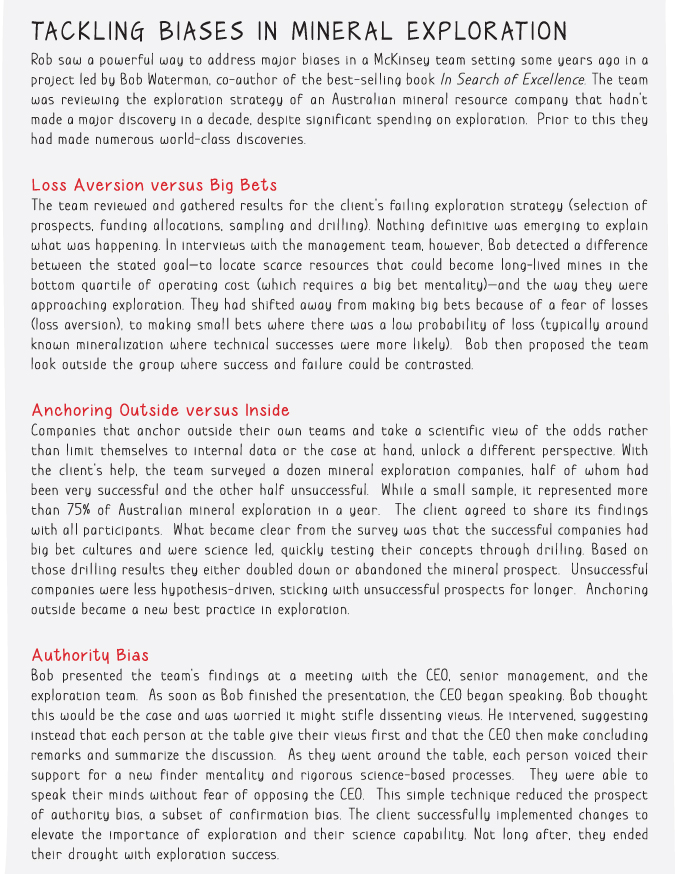 TACKLING BIASES IN MINERAL EXPLORATION
Rob saw a powerful way to address major biases in a McKinsey team setting some years ago in a
project led by Bob Waterman, co-author of the best-selling book In Search of Excellence. The team
was reviewing the exploration strategy of an Australian mineral resource company that hadn't
made a major discovery in a decade, despite significant spending on exploration. Prior to this they
had made numerous world-class discoveries.
Loss Aversion versus Big Bets
The team reviewed and gathered results for the client's failing exploration strategy (selection of
prospects, funding allocations, sampling and drilling). Nothing definitive was emerging to explain
what was happening. In interviews with the management team, however, Bob detected a difference
between the stated goal—to locate scarce resources that could become long-lived mines in the
bottom quartile of operating cost (which requires a big bet mentality)—and the way they were
approaching exploration. They had shifted away from making big bets because of a fear of losses
(loss aversion), to making small bets where there was a low probability of loss (typically around
known mineralization where technical successes were more likely). Bob then proposed the team
look outside the group where success and failure could be contrasted.
Anchoring Outside versus Inside
Companies that anchor outside their own teams and take a scientific view of the odds rather
than limit themselves to internal data or the case at hand, unlock a different perspective. With
the client's help, the team surveyed a dozen mineral exploration companies, half of whom had
been very successful and the other half unsuccessful. While a small sample, it represented more
than 75% of Australian mineral exploration in a year. The client agreed to share its findings
with all participants. What became clear from the survey was that the successful companies had
big bet cultures and were science led, quickly testing their concepts through drilling. Based on
those drilling results they either doubled down or abandoned the mineral prospect. Unsuccessful
companies were less hypothesis-driven, sticking with unsuccessful prospects for longer. Anchoring
outside became a new best practice in exploration.
Authority Bias
Bob presented the team's findings at a meeting with the CEO, senior management, and the
exploration team. As soon as Bob finished the presentation, the CEO began speaking. Bob thought
this would be the case and was worried it might stifle dissenting views. He intervened, suggesting
instead that each person at the table give their views first and that the CEO then make concluding
remarks and summarize the discussion. As they went around the table, each person voiced their
support for a new finder mentality and rigorous science-based processes. They were able to
speak their minds without fear of opposing the CEO. This simple technique reduced the prospect
of authority bias, a subset of confirmation bias. The client successfully implemented changes to
elevate the importance of exploration and their science capability. Not long after, they ended
their drought with exploration success.